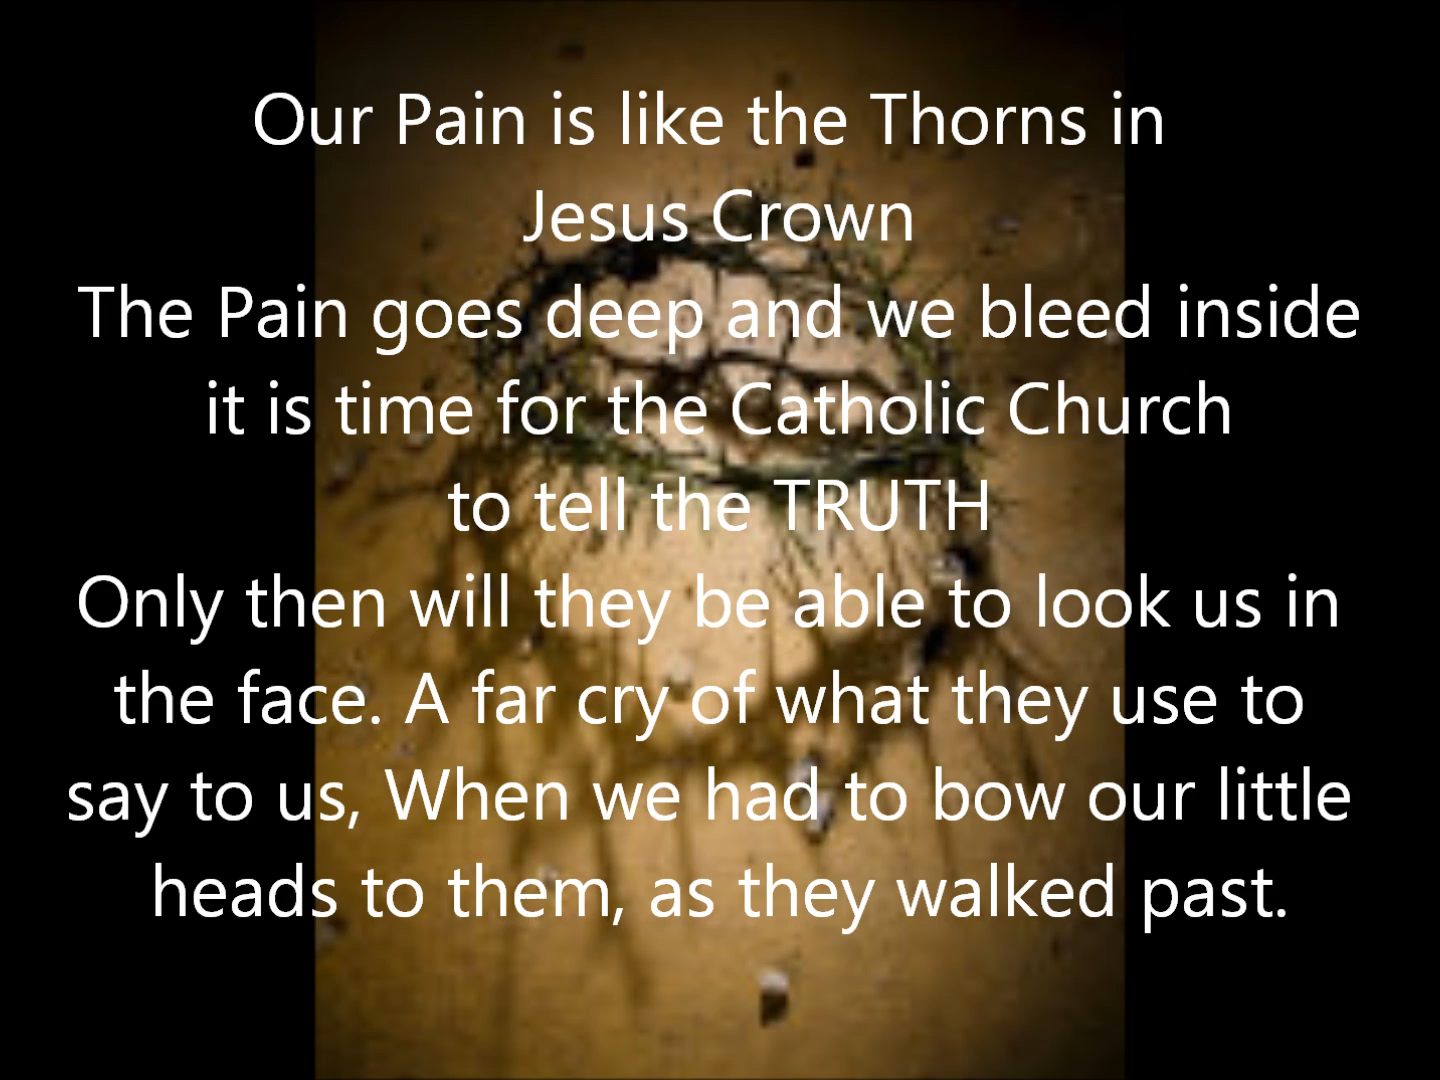 Our Pain is like the Thorns in
Jesus Crown
The Pain goes deep and we bleed inside
it is time for the Catholic Church
to tell the TRUTH
Only then will they be able to look us in
the face. A far cry of what they use to
say to us, When we had to bow our little
heads to them, as they walked past.